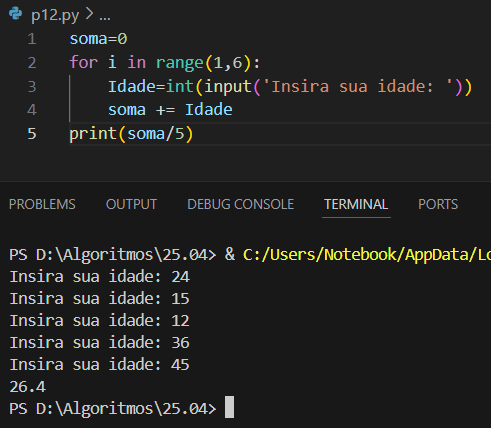 p12.py > ...
1 soma=0
2 for i in range(1,6):
3 Idade=int(input('Insira sua idade: '))
4 soma += Idade
5 print(soma/5)
PROBLEMS OUTPUT DEBUG CONSOLE TERMINAL PORTS
PS D:\Algoritmos\25.04> & C:/Users/Notebook/AppData/Lo
Insira sua idade: 24
Insira sua idade: 15
Insira sua idade: 12
Insira sua idade: 36
Insira sua idade: 45
26.4
PS D:\Algoritmos\25.04>